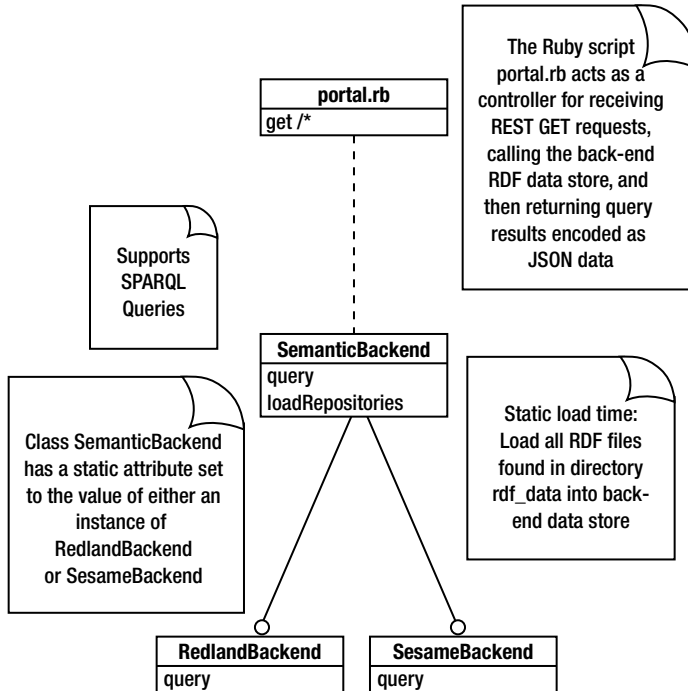 The Ruby script
portal.rb acts as a
controller for receiving
REST GET requests,
calling the back-end
RDF data store, and
then returning query
results encoded as
JSON data
portal.rb
get /*
Supports
SPARQL
Queries
SemanticBackend
query
loadRepositories
Class SemanticBackend
has a static attribute set
to the value of either an
instance of
RedlandBackend
or SesameBackend
Static load time:
Load all RDF files
found in directory
rdf_data into back-
end data store
RedlandBackend
query
SesameBackend
query